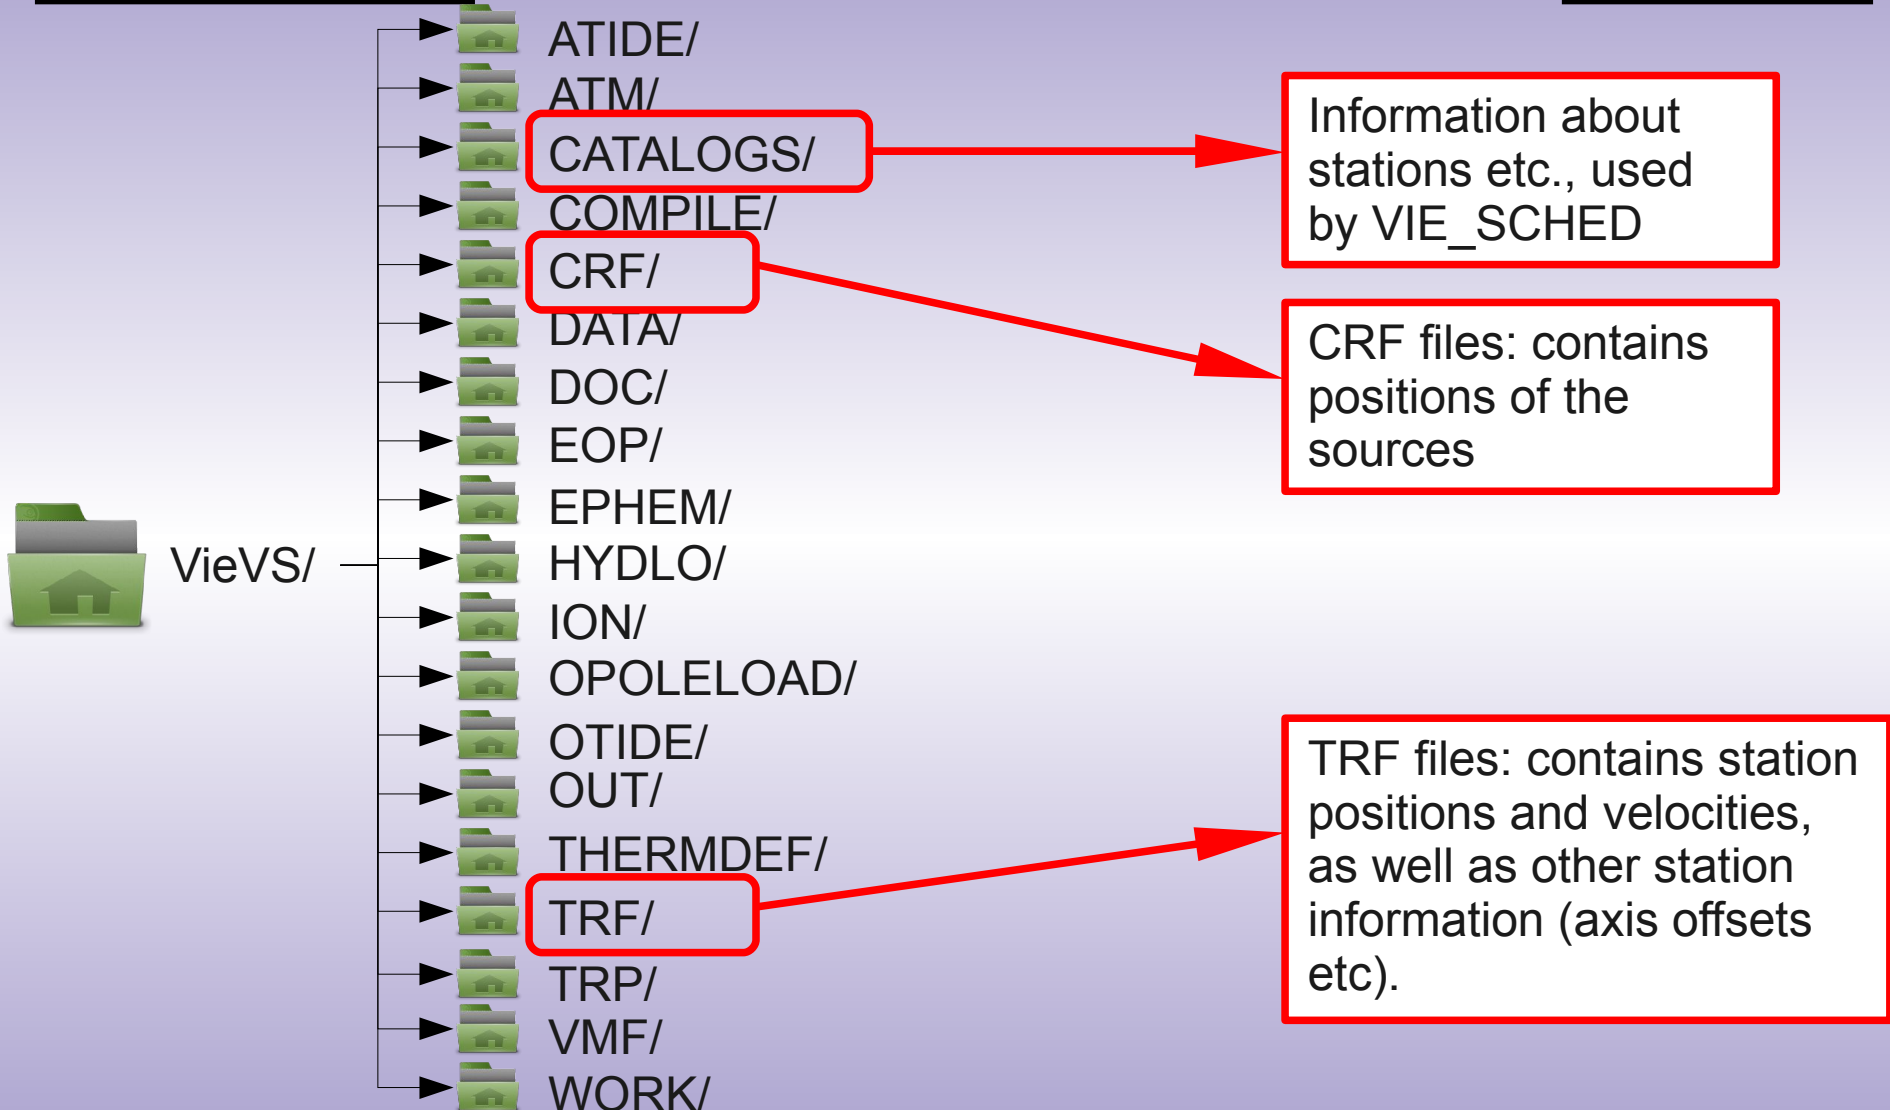 ATIDE/
ATM/
CATALOGS/
COMPILE/
CRF/
DATA/
DOC/
EOP/
EPHEM/
VieVS/
HYDLO/
ION/
OPOLELOAD/
OTIDE/
OUT/
THERMDEF/
TRF/
TRP/
VMF/
WORK/
Information about
stations etc., used
by VIE_SCHED
CRF files: contains
positions of the
sources
TRF files: contains station
positions and velocities,
as well as other station
information (axis offsets
etc).